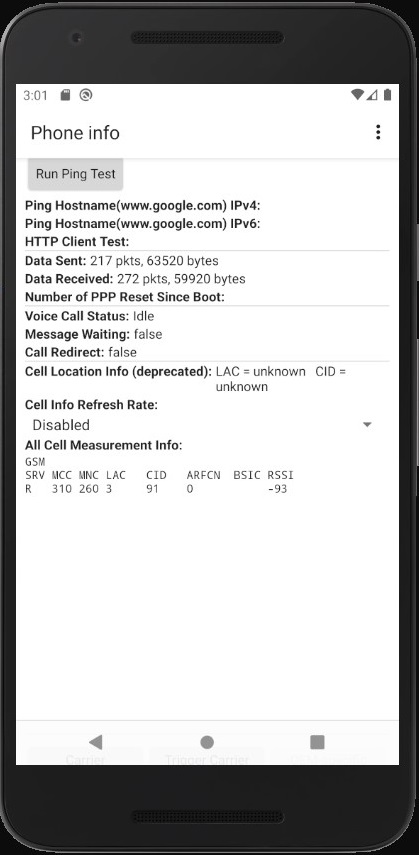 3:01
Phone info
Run Ping Test
Ping Hostname(www.google.com) IPv4:
Ping Hostname(www.google.com) IPv6:
HTTP Client Test:
Data Sent: 217 pkts, 63520 bytes
Data Received: 272 pkts, 59920 bytes
Number of PPP Reset Since Boot:
Voice Call Status: Idle
Message Waiting: false
Call Redirect: false
Cell Location Info (deprecated): LAC = unknown CID =
unknown
Cell Info Refresh Rate:
Disabled
All Cell Measurement Info:
GSM
SRV MCC MNC LAC CID ARFCN BSIC RSSI
R 310 260 3 91 0 -93
Carrier Trigger Carrier